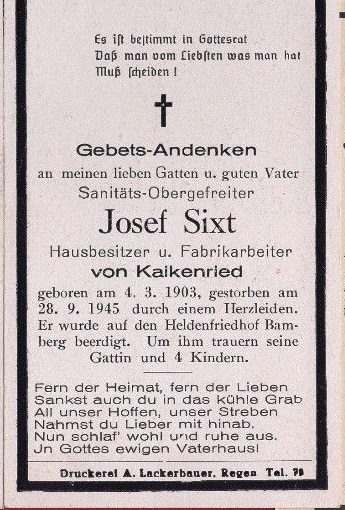 Es ist bestimmt in Gottesrat
Daß man vom Liebsten was man hat
Muß scheiden !
Gebets-Andenken
an meinen lieben Gatten u. guten Vater
Sanitäts-Obergefreiter
Josef Sixt
Hausbesitzer u. Fabrikarbeiter
von Kaikenried
geboren am 4. 3. 1903, gestorben am
28. 9. 1945 durch einem Herzleiden.
Er wurde auf den Heldenfriedhof Bam-
berg beerdigt. Um ihm trauern seine
Gattin und 4 Kindern.
Fern der Heimat, fern der Lieben
Sankst auch du in das kühle Grab
All unser Hoffen, unser Streben
Nahmst du Lieber mit hinab.
Nun schlaf' wohl und ruhe aus.
Jn Gottes ewigen Vaterhaus!
Druckerei A. Lackerbauer, Regen Tel. 78